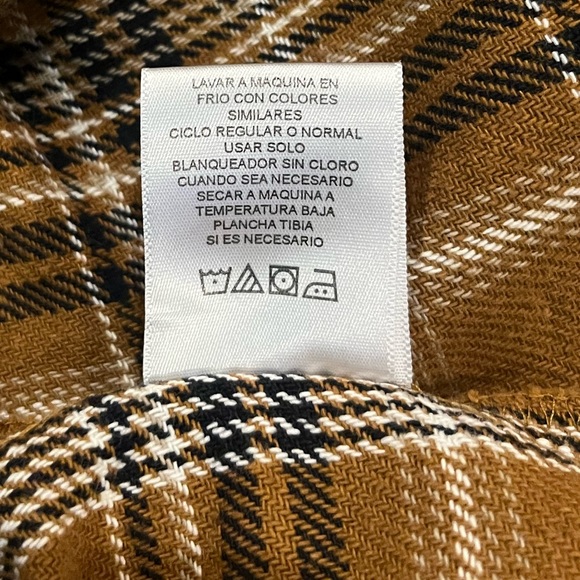 LAVAR A MAQUINA EN
FRIO CON COLORES
SIMILARES
CICLO REGULAR O NORMAL
USAR SOLO
BLANQUEADOR SIN CLORO
CUANDO SEA NECESARIO
SECAR A MAQUINA A
TEMPERATURA BAJA
PLANCHA TIBIA
SI ES NECESARIO